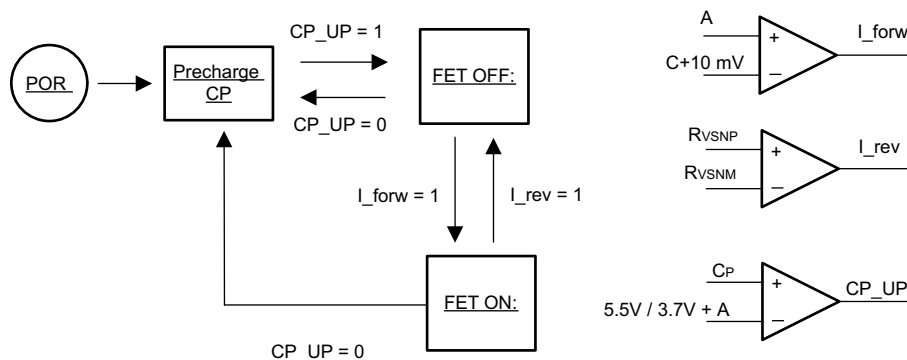 POR
Precharge
CP
CP_UP = 1
CP_UP = 0
FET OFF:
I_forw = 1
I_rev = 1
FET ON:
CP_UP = 0
A
C+10 mV
+
–
I_forw
RVSNP
RVSNM
+
–
I_rev
CP
5.5V / 3.7V + A
+
–
CP_UP